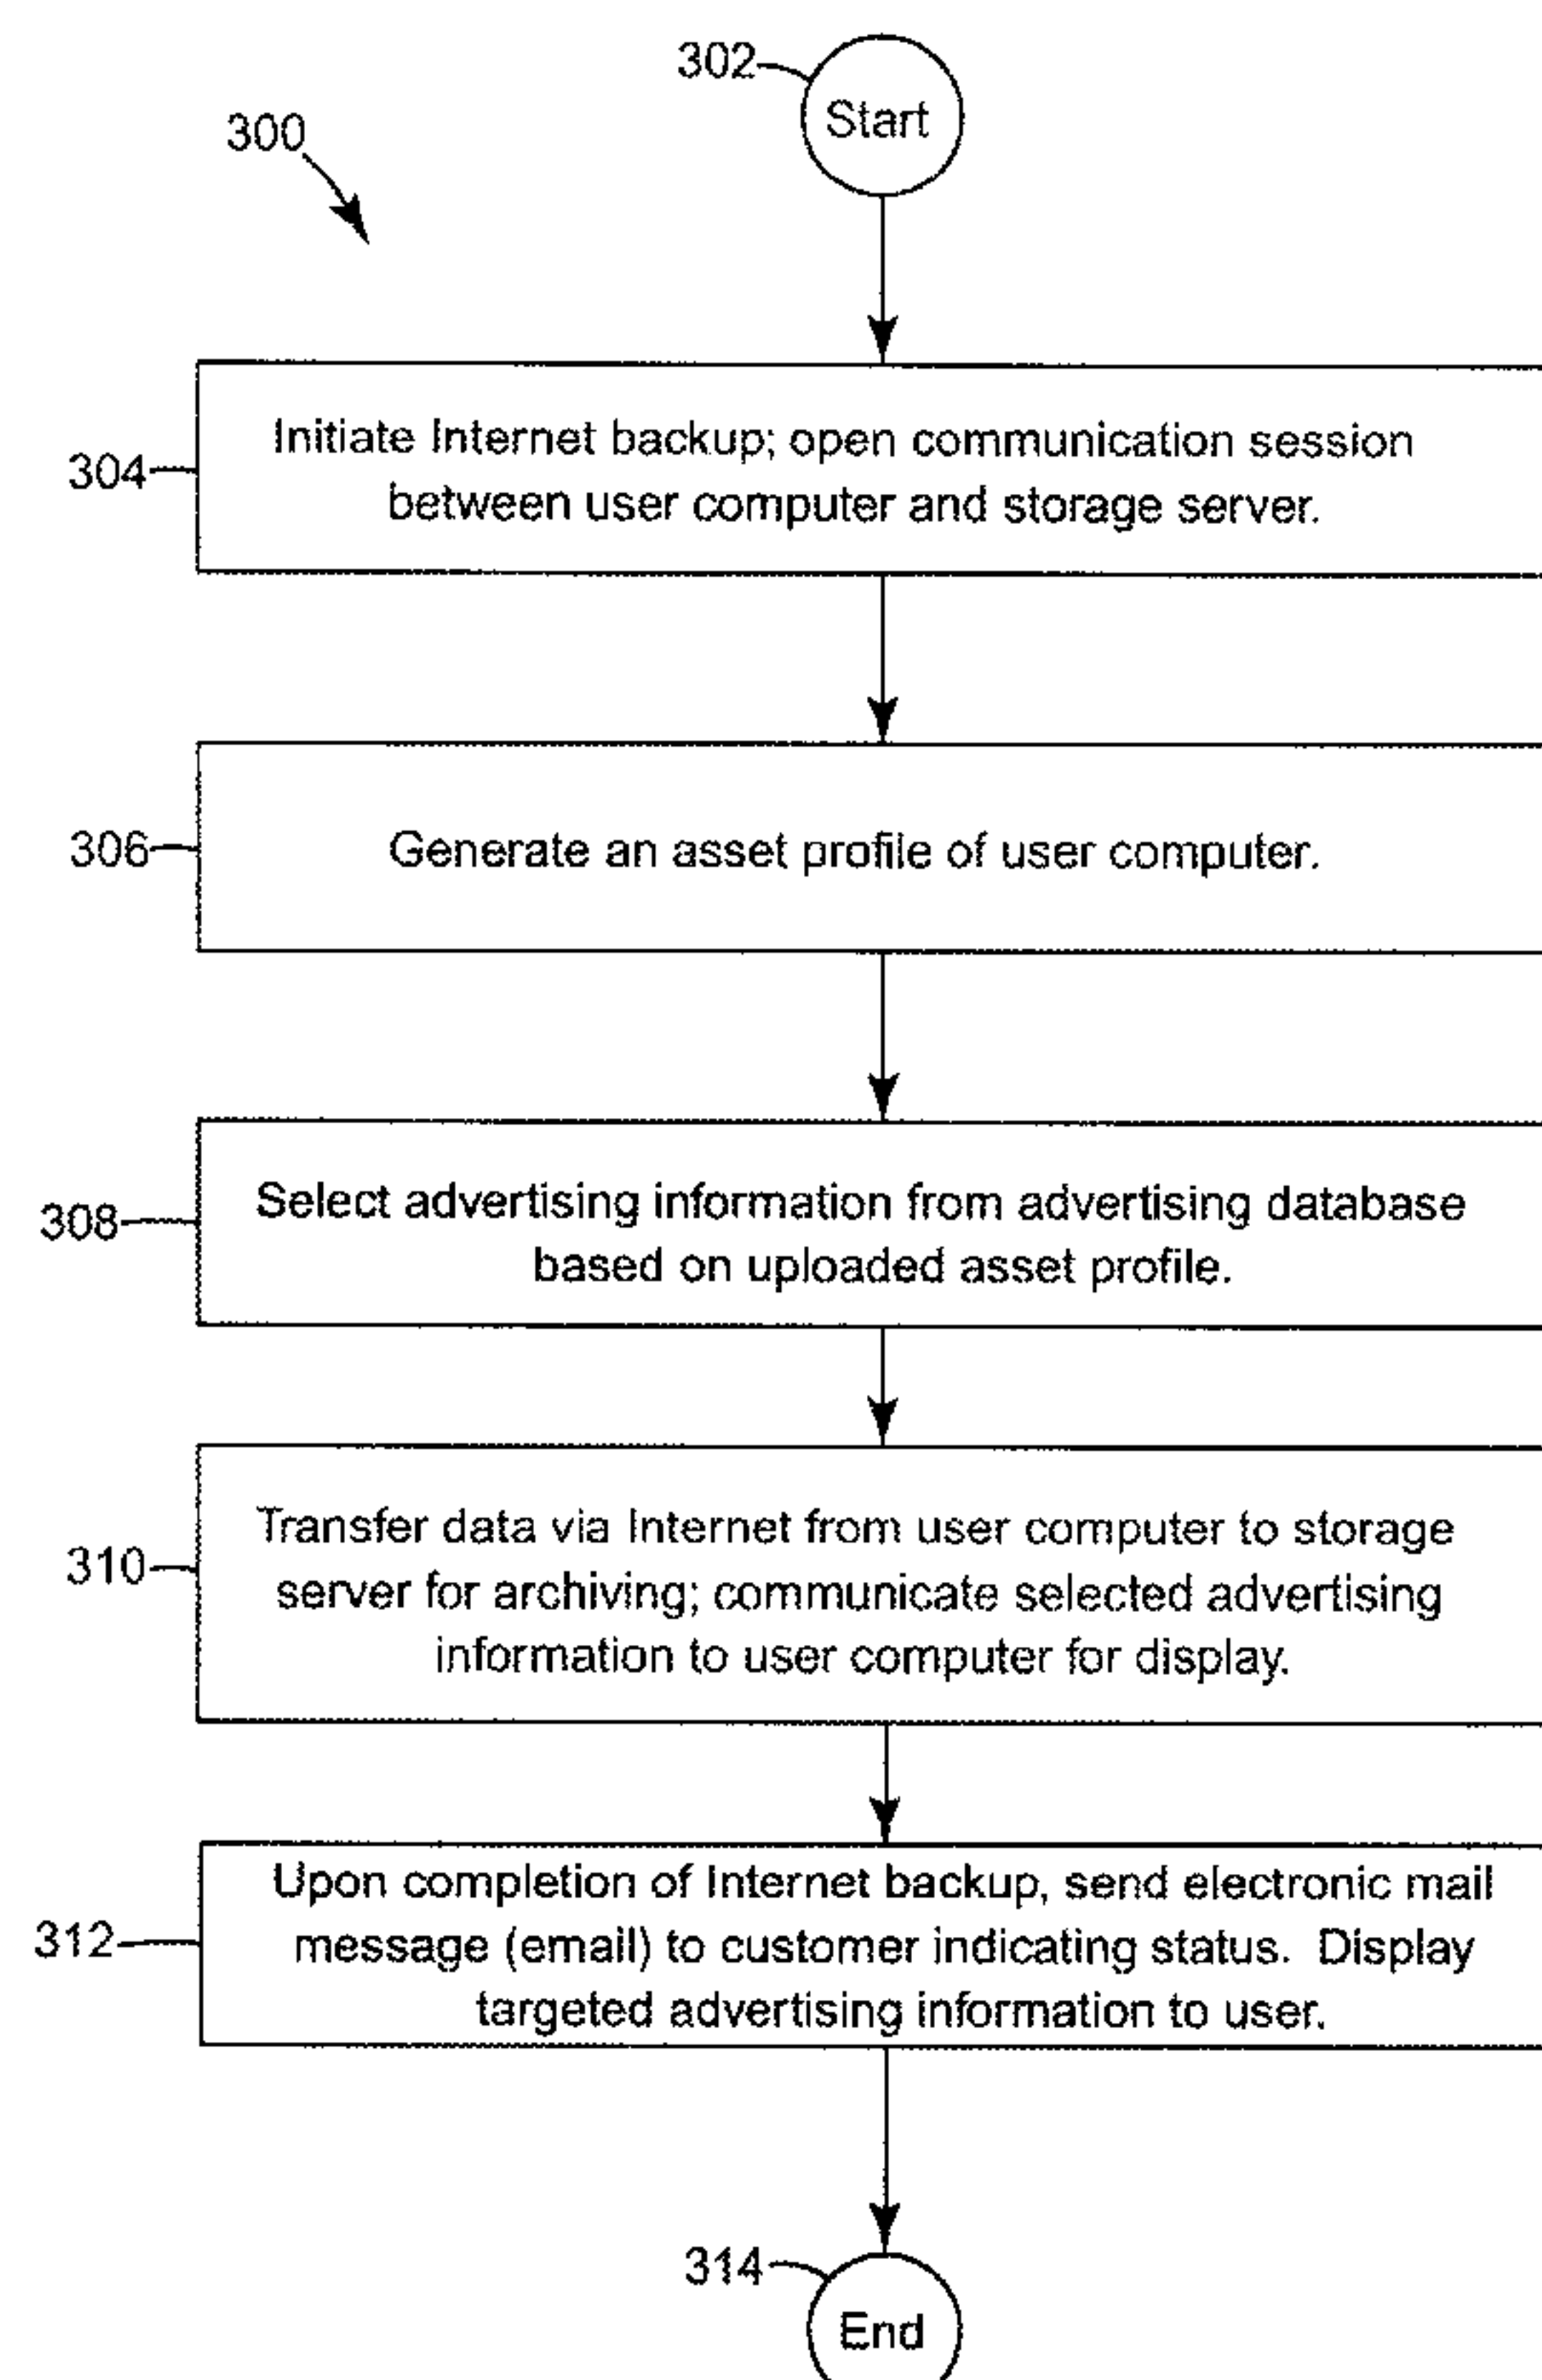 302
Start
300
304
Initiate Internet backup; open communication session
between user computer and storage server.
306
Generate an asset profile of user computer.
308
Select advertising information from advertising database
based on uploaded asset profile.
310
Transfer data via Internet from user computer to storage
server for archiving; communicate selected advertising
information to user computer for display.
312
Upon completion of Internet backup, send electronic mail
message (email) to customer indicating status. Display
targeted advertising information to user.
314
End